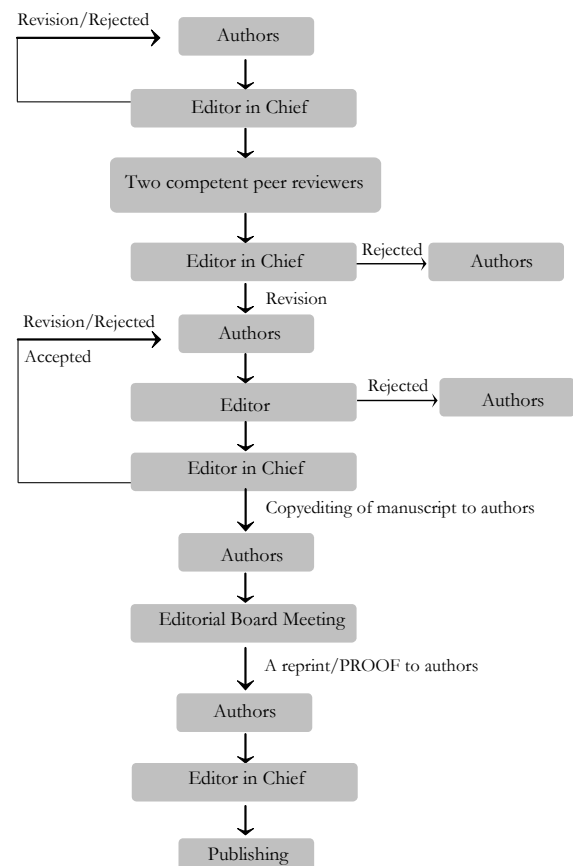 Revision/Rejected
Authors
Editor in Chief
Two competent peer reviewers
Editor in Chief
Rejected
Authors
Revision
Revision/Rejected
Authors
Accepted
Rejected
Editor
Authors
Editor in Chief
Copyediting of manuscript to authors
Authors
Editorial Board Meeting
A reprint/PROOF to authors
Authors
Editor in Chief
Publishing